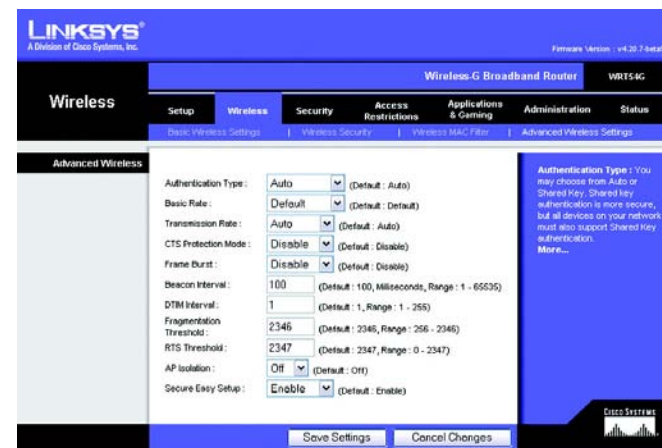 LINKSYS®
A Division of Cisco Systems, Inc.
Firmware Version : v4.20.7-beta
Wireless-G Broadband Router WRT54G
Wireless
Setup Wireless Security Access Restrictions Applications & Gaming Administration Status
Basic Wireless Settings | Wireless Security | Wireless MAC Filter | Advanced Wireless Settings
Advanced Wireless
Authentication Type : Auto (Default : Auto)
Basic Rate : Default (Default : Default)
Transmission Rate : Auto (Default : Auto)
CTS Protection Mode : Disable (Default : Disable)
Frame Burst : Disable (Default : Disable)
Beacon Interval : 100 (Default : 100, Milliseconds, Range : 1 - 65535)
DTIM Interval : 1 (Default : 1, Range : 1 - 255)
Fragmentation Threshold : 2346 (Default : 2346, Range : 256 - 2346)
RTS Threshold : 2347 (Default : 2347, Range : 0 - 2347)
AP Isolation : Off (Default : Off)
Secure Easy Setup : Enable (Default : Enable)
Authentication Type : You
may choose from Auto or
Shared Key. Shared key
authentication is more secure,
but all devices on your network
must also support Shared Key
authentication.
More...
Save Settings Cancel Changes
CISCO SYSTEMS